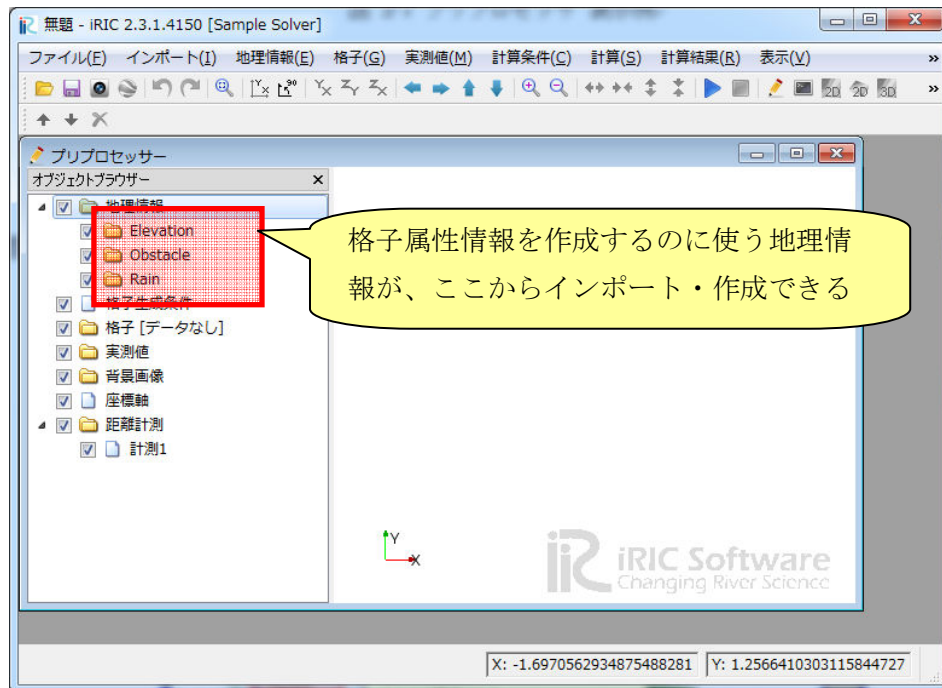 無題 - iRIC 2.3.1.4150 [Sample Solver]
ファイル(F) インポート(I) 地理情報(E) 格子(G) 実測値(M) 計算条件(C) 計算(S) 計算結果(R) 表示(V) »
プリプロセッサー
オブジェクトブラウザー
地理情報
Elevation
Obstacle
Rain
格子生成条件
格子 [データなし]
実測値
背景画像
座標軸
距離計測
計測1
格子属性情報を作成するのに使う地理情
報が、ここからインポート・作成できる
Y
X
iRIC Software
Changing River Science
X: -1.6970562934875488281 Y: 1.2566410303115844727